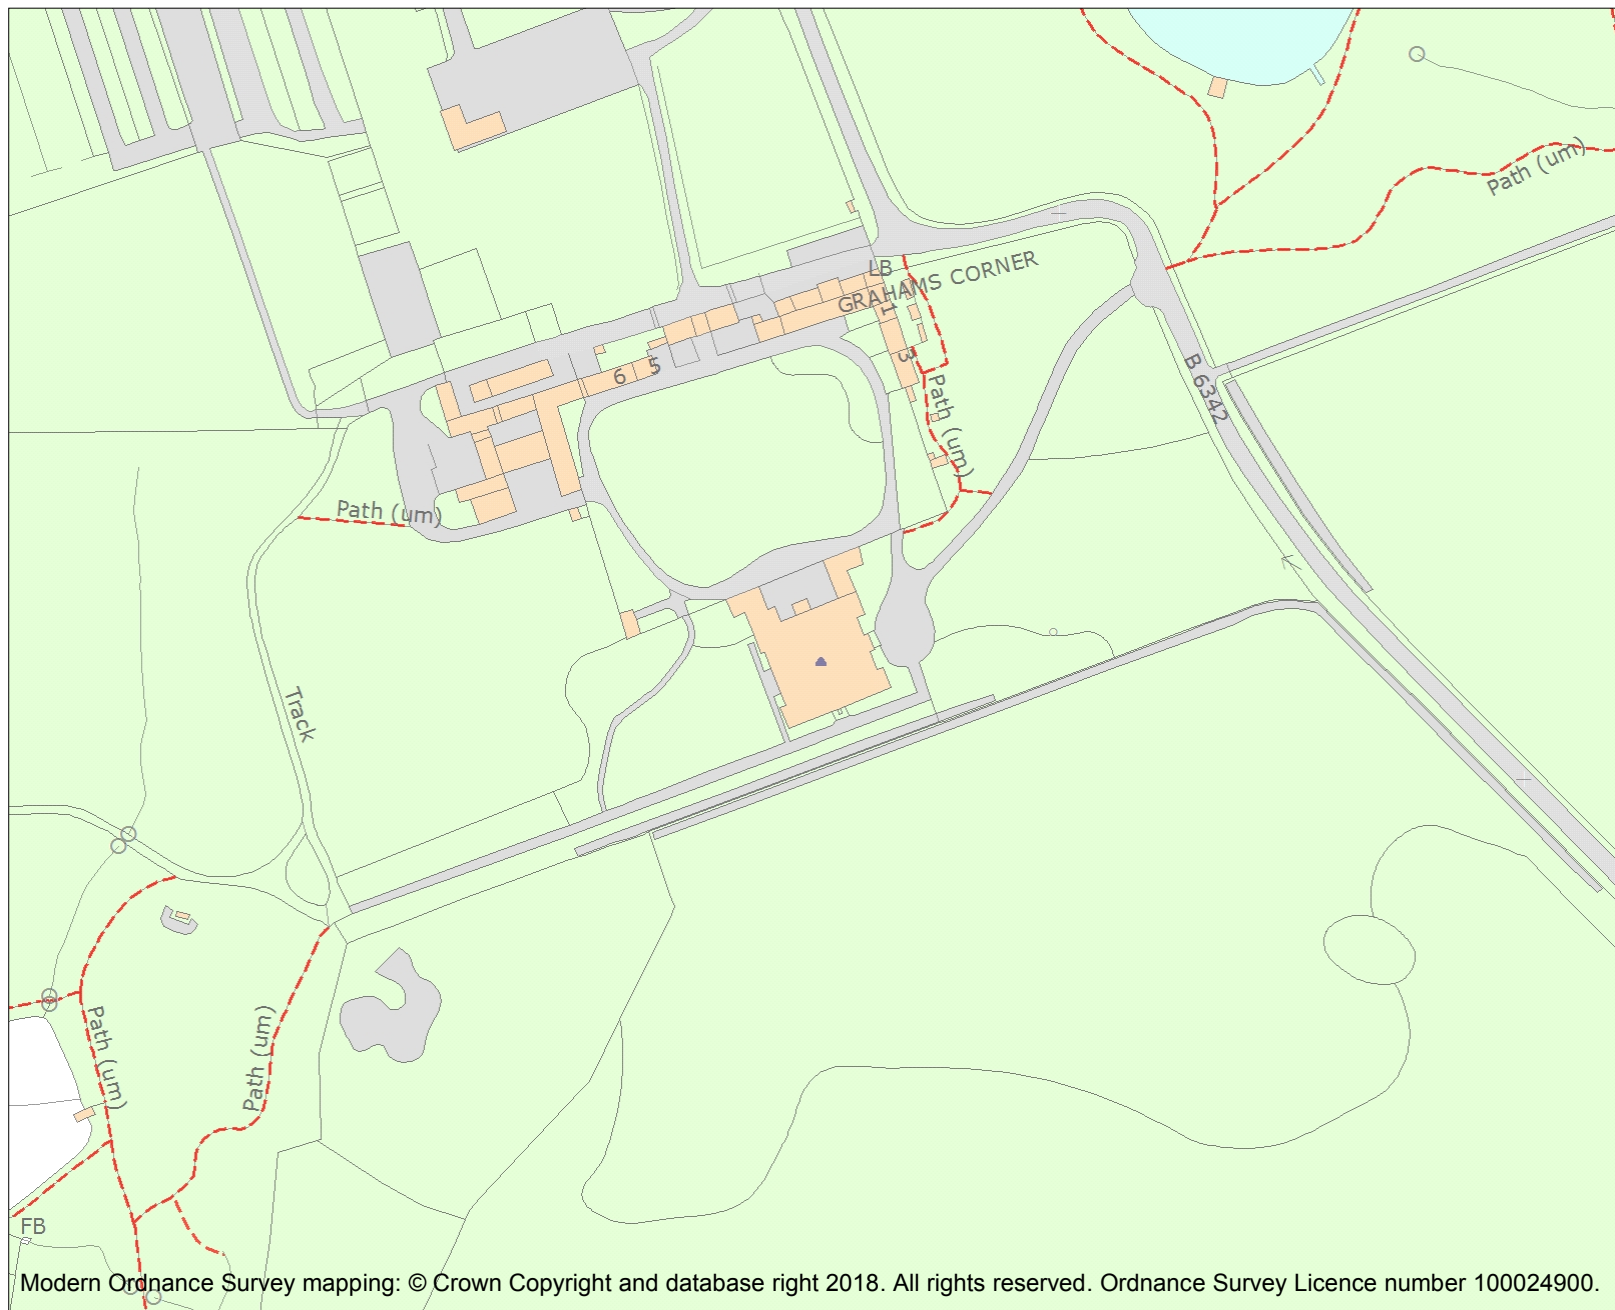 Path (um)
LB
GRAHAMS CORNER
1
3
5
6
B 6342
Path (um)
Path (um)
Track
Path (um)
Path (um)
FB
Modern Ordnance Survey mapping: © Crown Copyright and database right 2018. All rights reserved. Ordnance Survey Licence number 100024900.